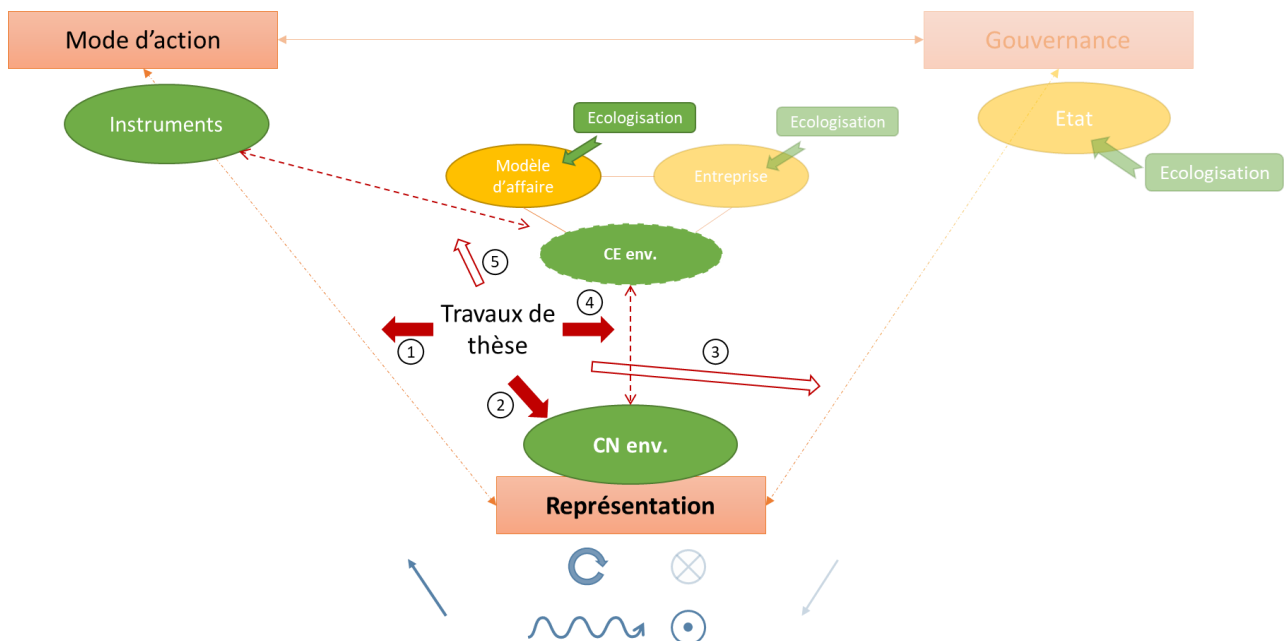 Mode d'action
Gouvernance
Instruments
Ecologisation
Ecologisation
Etat
Modèle
d'affaire
Entreprise
Ecologisation
CE env.
5
4
Travaux de
thèse
1
3
2
CN env.
Représentation